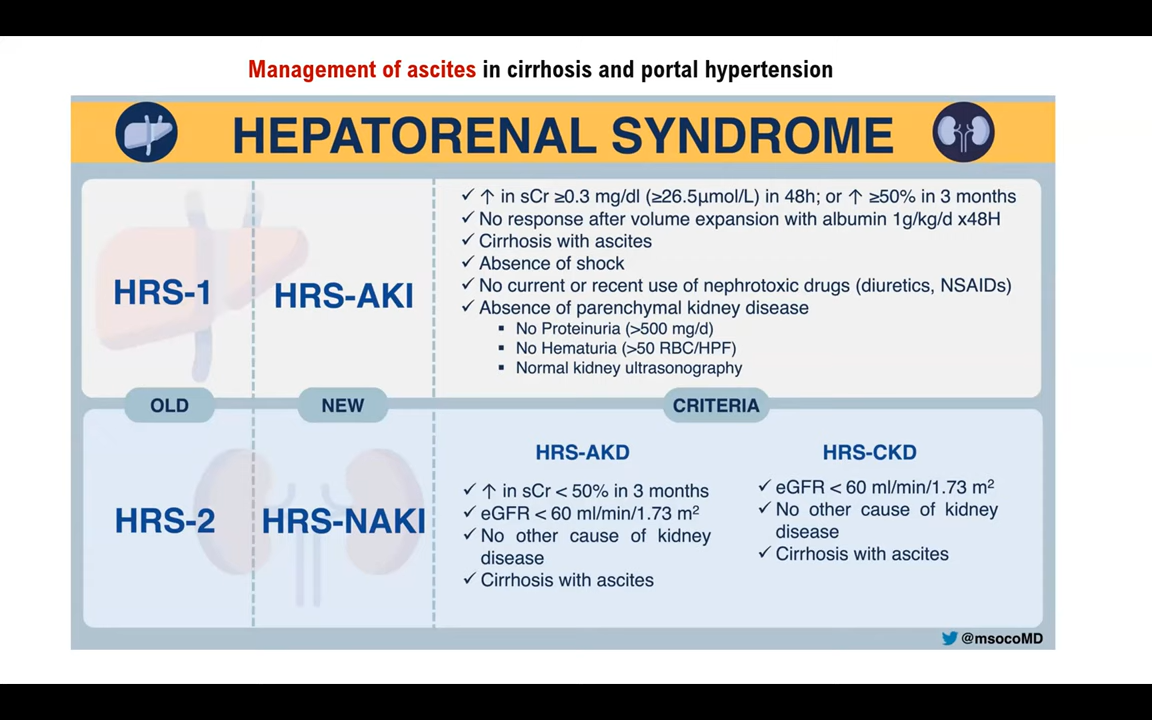 Management of ascites in cirrhosis and portal hypertension
HEPATORENAL SYNDROME
HRS-1
HRS-AKI
✓ ↑ in sCr ≥0.3 mg/dl (≥26.5µmol/L) in 48h; or ↑ ≥50% in 3 months
✓ No response after volume expansion with albumin 1g/kg/d x48H
✓ Cirrhosis with ascites
✓ Absence of shock
✓ No current or recent use of nephrotoxic drugs (diuretics, NSAIDs)
✓ Absence of parenchymal kidney disease
▪ No Proteinuria (>500 mg/d)
▪ No Hematuria (>50 RBC/HPF)
▪ Normal kidney ultrasonography
OLD
NEW
CRITERIA
HRS-2
HRS-NAKI
HRS-AKD
✓ ↑ in sCr < 50% in 3 months
✓ eGFR < 60 ml/min/1.73 m²
✓ No other cause of kidney
disease
✓ Cirrhosis with ascites
HRS-CKD
✓ eGFR < 60 ml/min/1.73 m²
✓ No other cause of kidney
disease
✓ Cirrhosis with ascites
@msocoMD